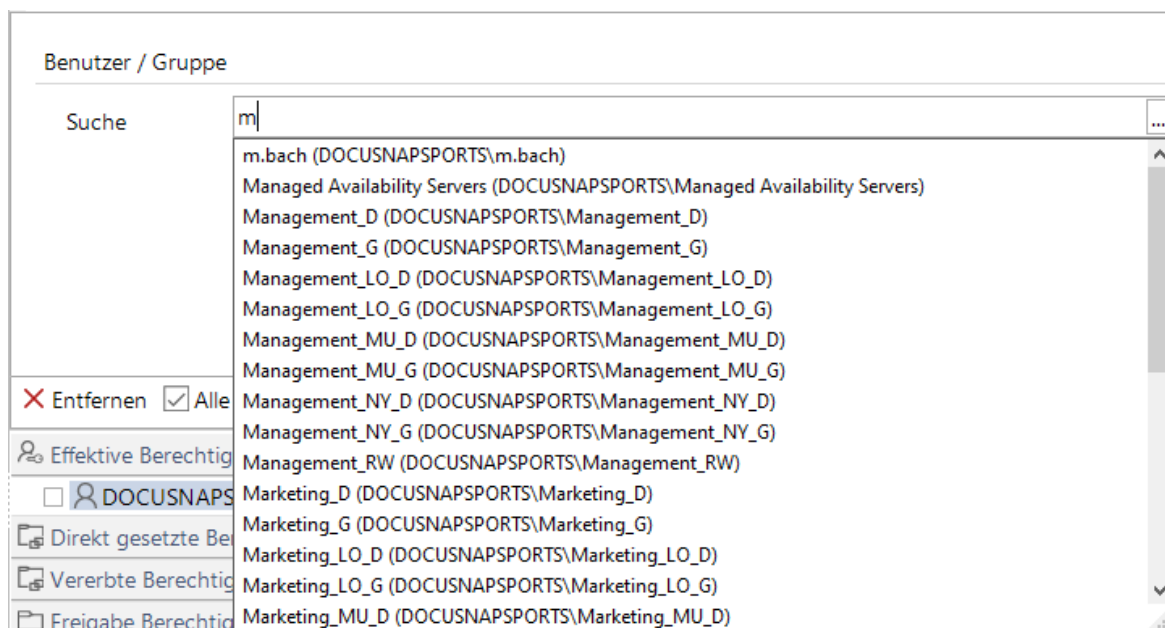 Benutzer / Gruppe
Suche
m
...
m.bach (DOCUSNAPSPORTS\m.bach)
Managed Availability Servers (DOCUSNAPSPORTS\Managed Availability Servers)
Management_D (DOCUSNAPSPORTS\Management_D)
Management_G (DOCUSNAPSPORTS\Management_G)
Management_LO_D (DOCUSNAPSPORTS\Management_LO_D)
Management_LO_G (DOCUSNAPSPORTS\Management_LO_G)
Management_MU_D (DOCUSNAPSPORTS\Management_MU_D)
Management_MU_G (DOCUSNAPSPORTS\Management_MU_G)
Entfernen Alle
Management_NY_D (DOCUSNAPSPORTS\Management_NY_D)
Management_NY_G (DOCUSNAPSPORTS\Management_NY_G)
Effektive Berechtig
Management_RW (DOCUSNAPSPORTS\Management_RW)
DOCUSNAPS
Marketing_D (DOCUSNAPSPORTS\Marketing_D)
Marketing_G (DOCUSNAPSPORTS\Marketing_G)
Direkt gesetzte Ber
Marketing_LO_D (DOCUSNAPSPORTS\Marketing_LO_D)
Vererbte Berechtig
Marketing_LO_G (DOCUSNAPSPORTS\Marketing_LO_G)
Freigabe Berechtig
Marketing_MU_D (DOCUSNAPSPORTS\Marketing_MU_D)